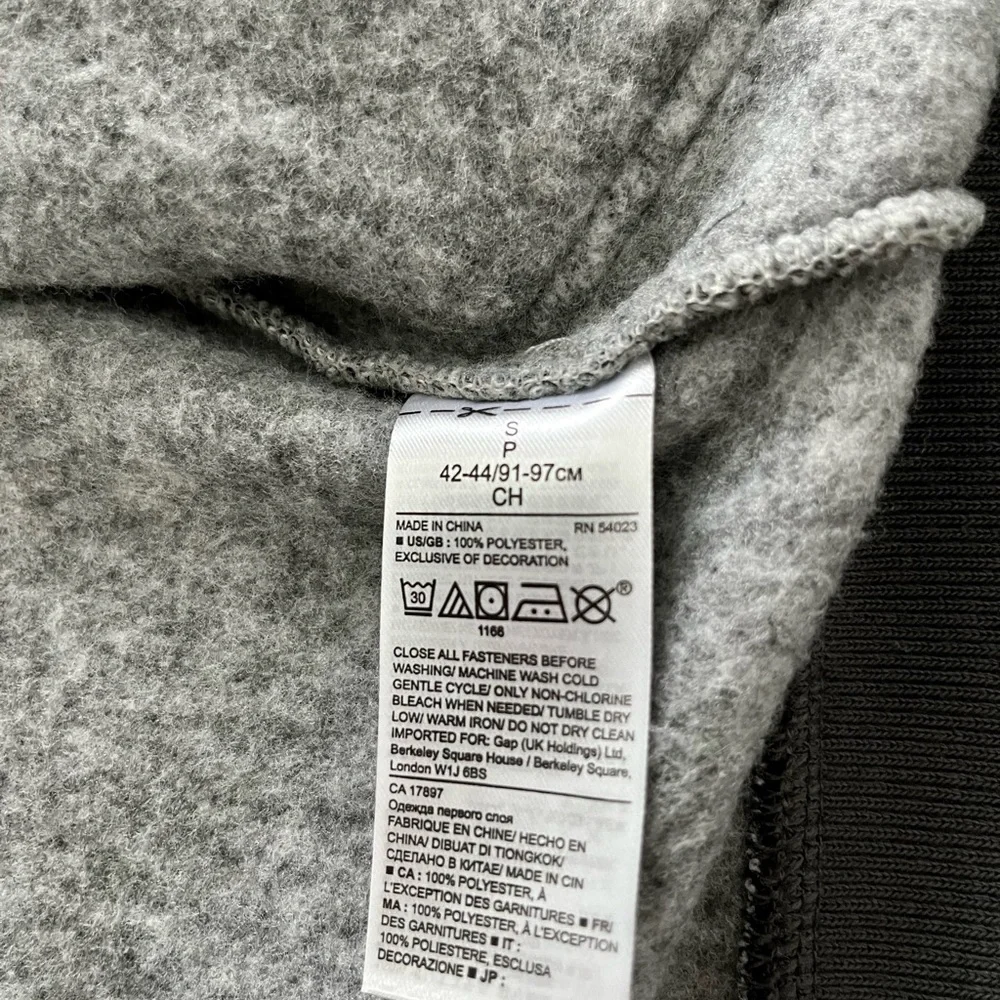 S
P
42-44/91-97СМ
CH
MADE IN CHINA RN 54023
■ US/GB : 100% POLYESTER,
EXCLUSIVE OF DECORATION
30
®
1166
CLOSE ALL FASTENERS BEFORE
WASHING/ MACHINE WASH COLD
GENTLE CYCLE/ ONLY NON-CHLORINE
BLEACH WHEN NEEDED/ TUMBLE DRY
LOW/ WARM IRON/ DO NOT DRY CLEAN
IMPORTED FOR: Gap (UK Holdings) Ltd,
Berkeley Square House / Berkeley Square,
London W1J 6BS
CA 17897
Одежда первого слоя
FABRIQUE EN CHINE/ HECHO EN
CHINA/ DIBUAT DI TIONGKOK/
СДЕЛАНО В КИТАЕ/ MADE IN CIN
■ CA : 100% POLYESTER, À
L'EXCEPTION DES GARNITURES ■ FR/
MA : 100% POLYESTER, À L'EXCEPTION
DES GARNITURES ■ IT :
100% POLIESTERE, ESCLUSA
DECORAZIONE ■ JP :